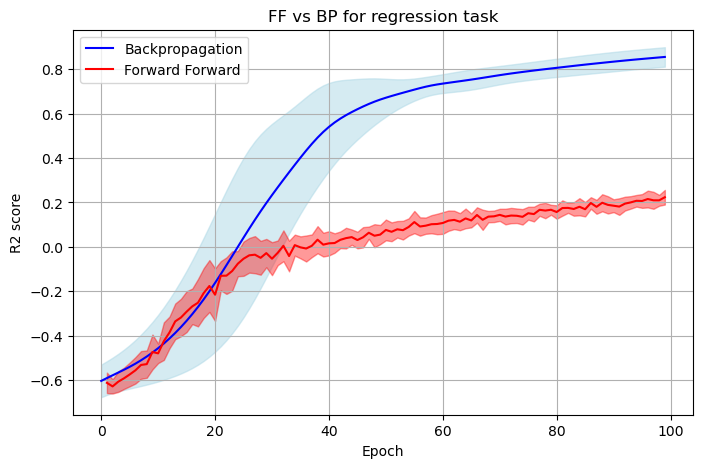 FF vs BP for regression task
Backpropagation
Forward Forward
R2 score
0.8
0.6
0.4
0.2
0.0
−0.2
−0.4
−0.6
0 20 40 60 80 100
Epoch